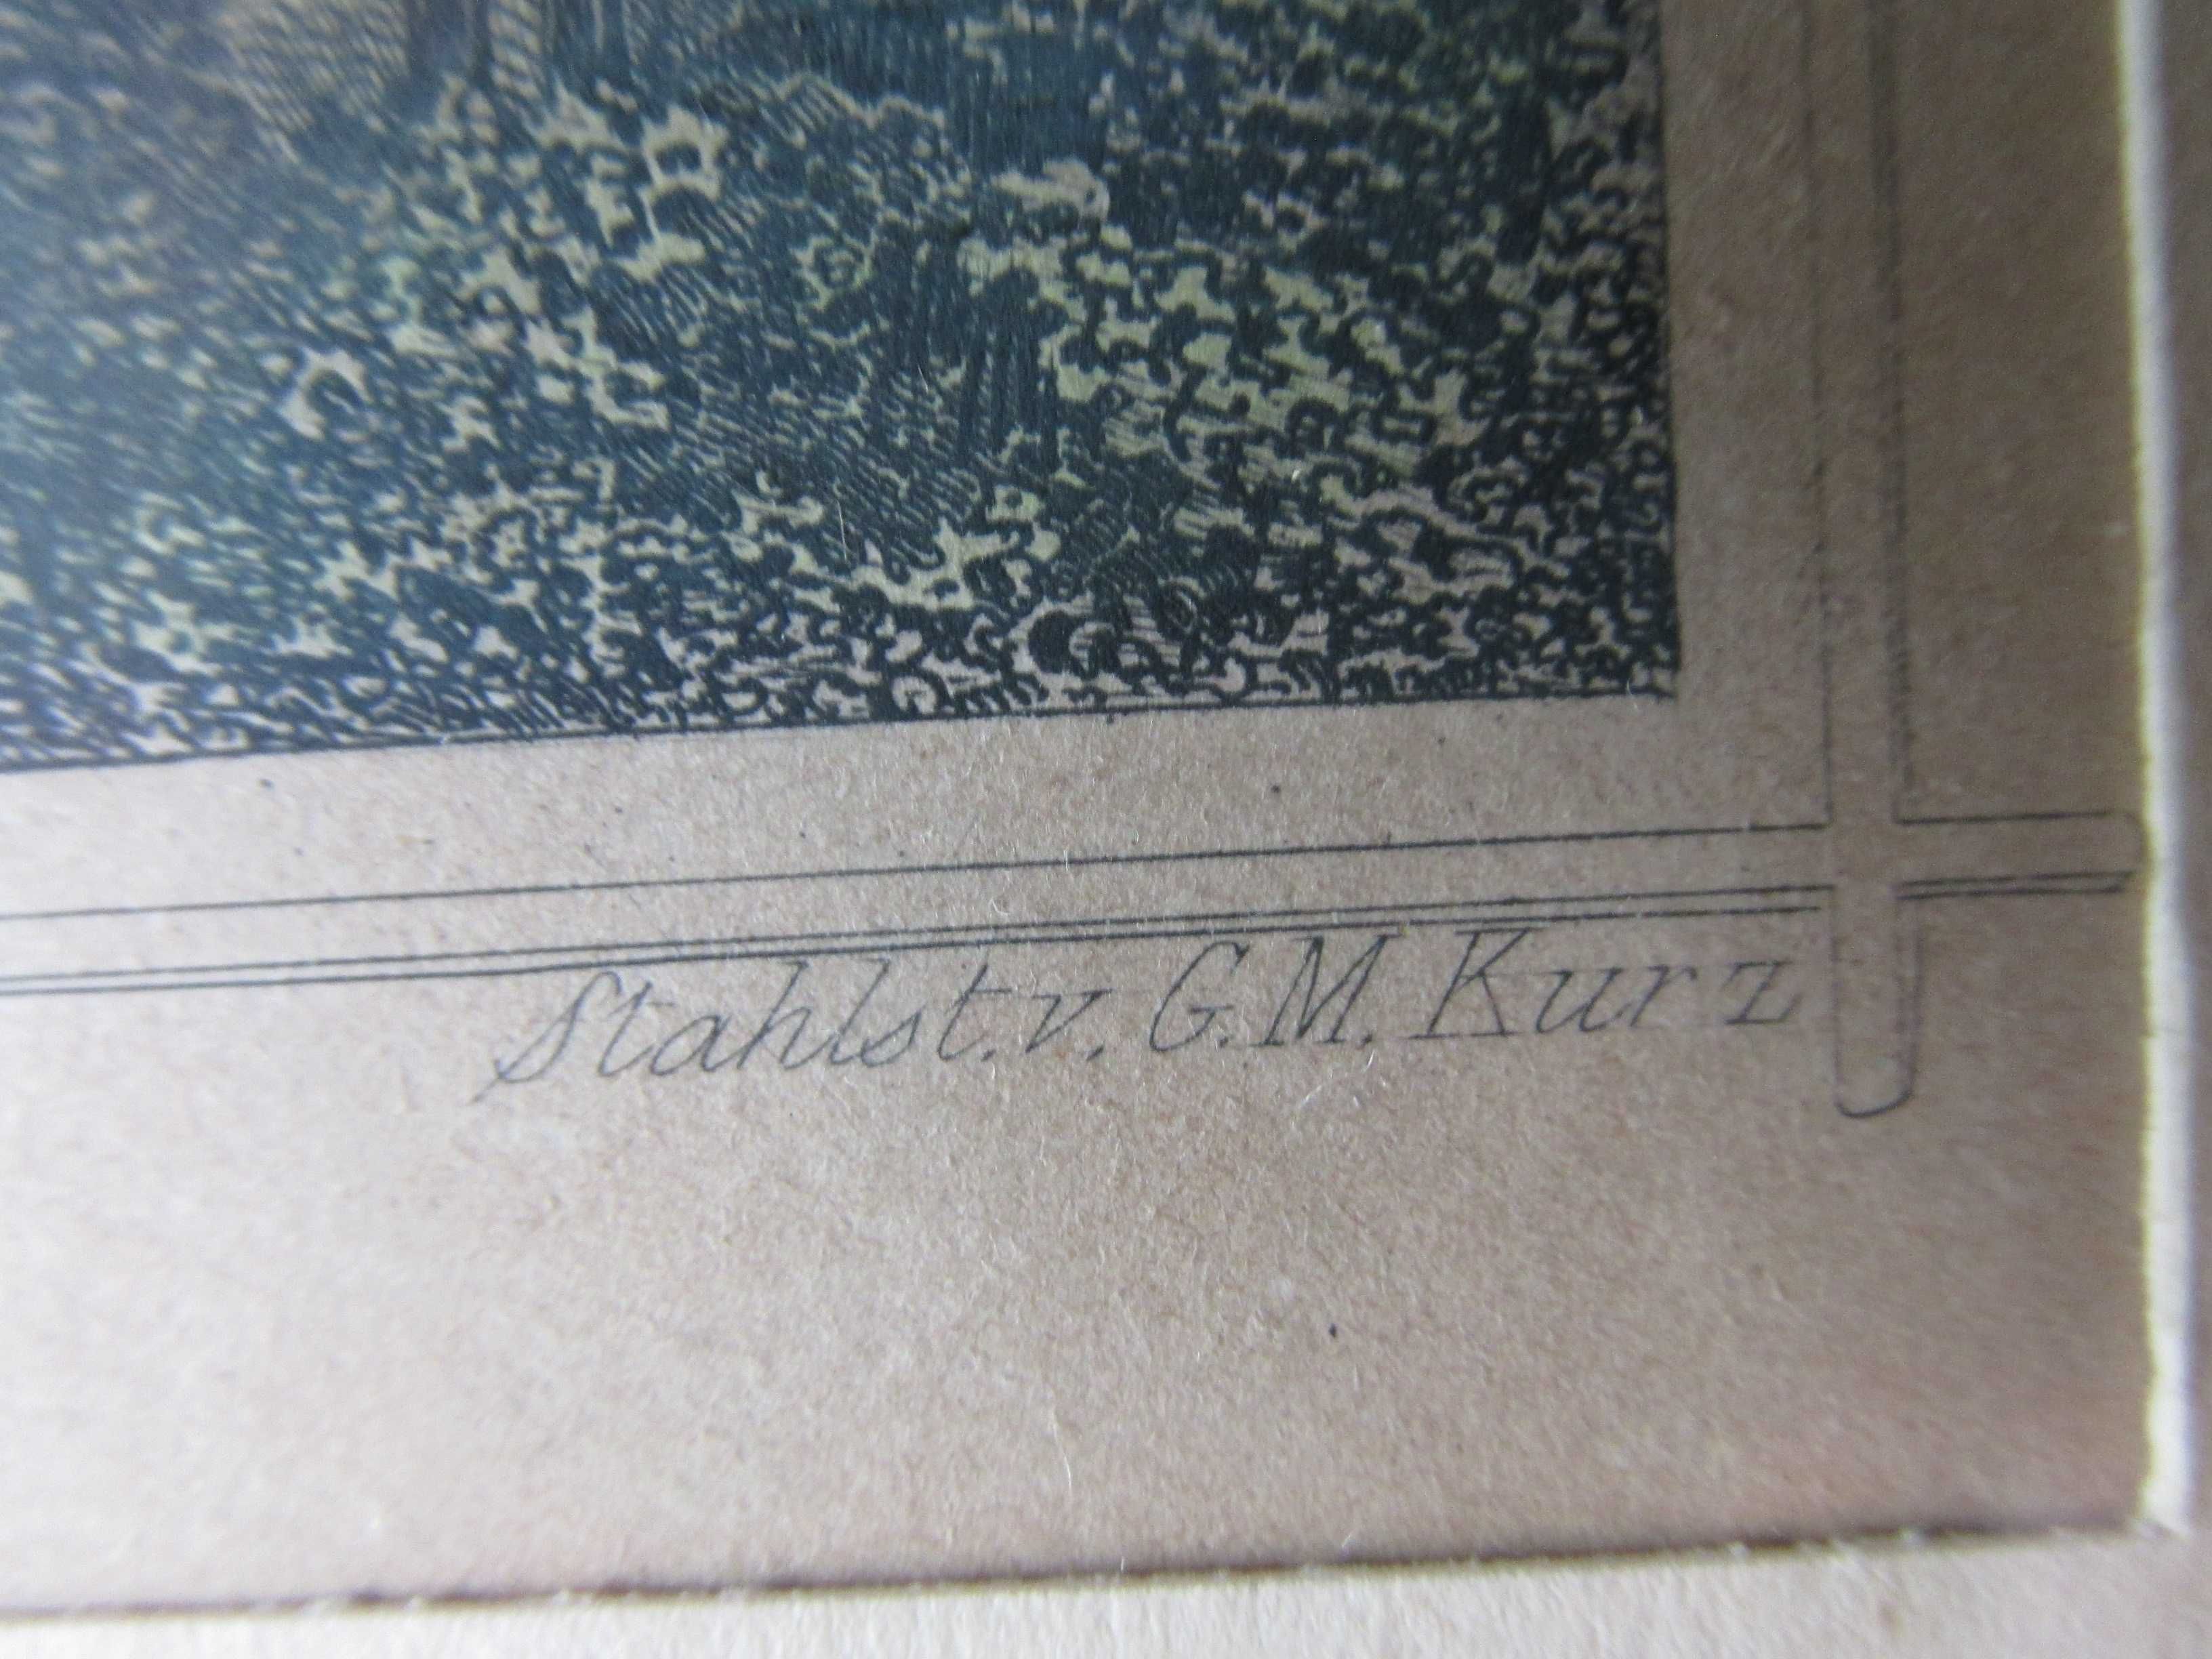 Stahlst. v. G. M. Kurz